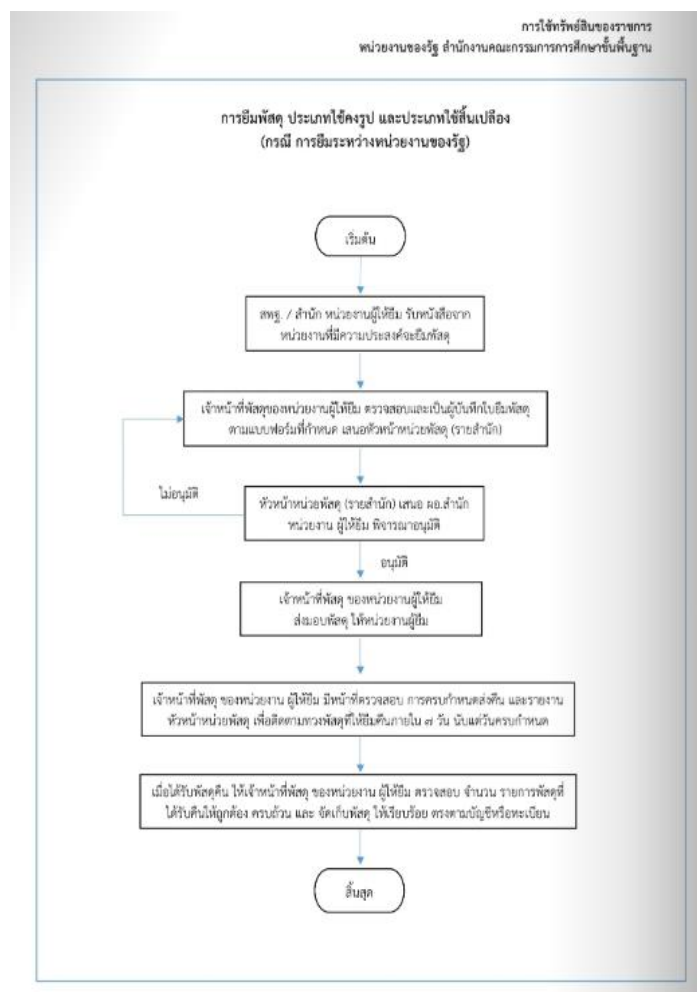 การใช้ทรัพย์สินของราชการ
หน่วยงานของรัฐ สำนักงานคณะกรรมการการศึกษาขั้นพื้นฐาน
การยืมพัสดุ ประเภทใช้คงรูป และประเภทใช้สิ้นเปลือง
(กรณี การยืมระหว่างหน่วยงานของรัฐ)
เริ่มต้น
สพฐ. / สำนัก หน่วยงานผู้ให้ยืม รับหนังสือจาก
หน่วยงานที่มีความประสงค์จะยืมพัสดุ
เจ้าหน้าที่พัสดุของหน่วยงานผู้ให้ยืม ตรวจสอบและเป็นผู้บันทึกใบยืมพัสดุ
ตามแบบฟอร์มที่กำหนด เสนอหัวหน้าหน่วยพัสดุ (รายสำนัก)
ไม่อนุมัติ
หัวหน้าหน่วยพัสดุ (รายสำนัก) เสนอ ผอ.สำนัก
หน่วยงาน ผู้ให้ยืม พิจารณาอนุมัติ
อนุมัติ
เจ้าหน้าที่พัสดุ ของหน่วยงานผู้ให้ยืม
ส่งมอบพัสดุ ให้หน่วยงานผู้ยืม
เจ้าหน้าที่พัสดุ ของหน่วยงาน ผู้ให้ยืม มีหน้าที่ตรวจสอบ การครบกำหนดส่งคืน และรายงาน
หัวหน้าหน่วยพัสดุ เพื่อติดตามทวงพัสดุที่ให้ยืมคืนภายใน ๗ วัน นับแต่วันครบกำหนด
เมื่อได้รับพัสดุคืน ให้เจ้าหน้าที่พัสดุ ของหน่วยงาน ผู้ให้ยืม ตรวจสอบ จำนวน รายการพัสดุที่
ได้รับคืนให้ถูกต้อง ครบถ้วน และ จัดเก็บพัสดุ ให้เรียบร้อย ตรงตามบัญชีหรือทะเบียน
สิ้นสุด